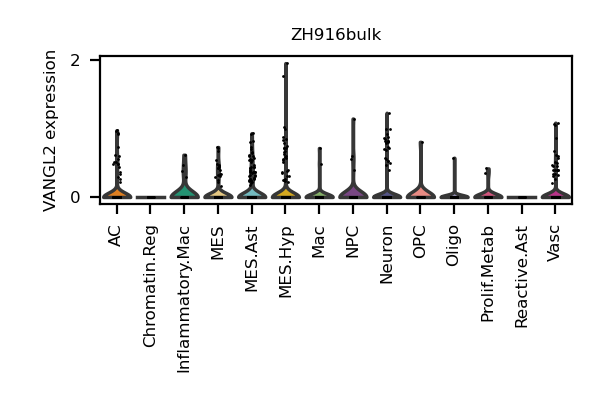 ZH916bulk
VANGL2 expression
2
0
AC
Chromatin.Reg
Inflammatory.Mac
MES
MES.Ast
MES.Hyp
Mac
NPC
Neuron
OPC
Oligo
Prolif.Metab
Reactive.Ast
Vasc